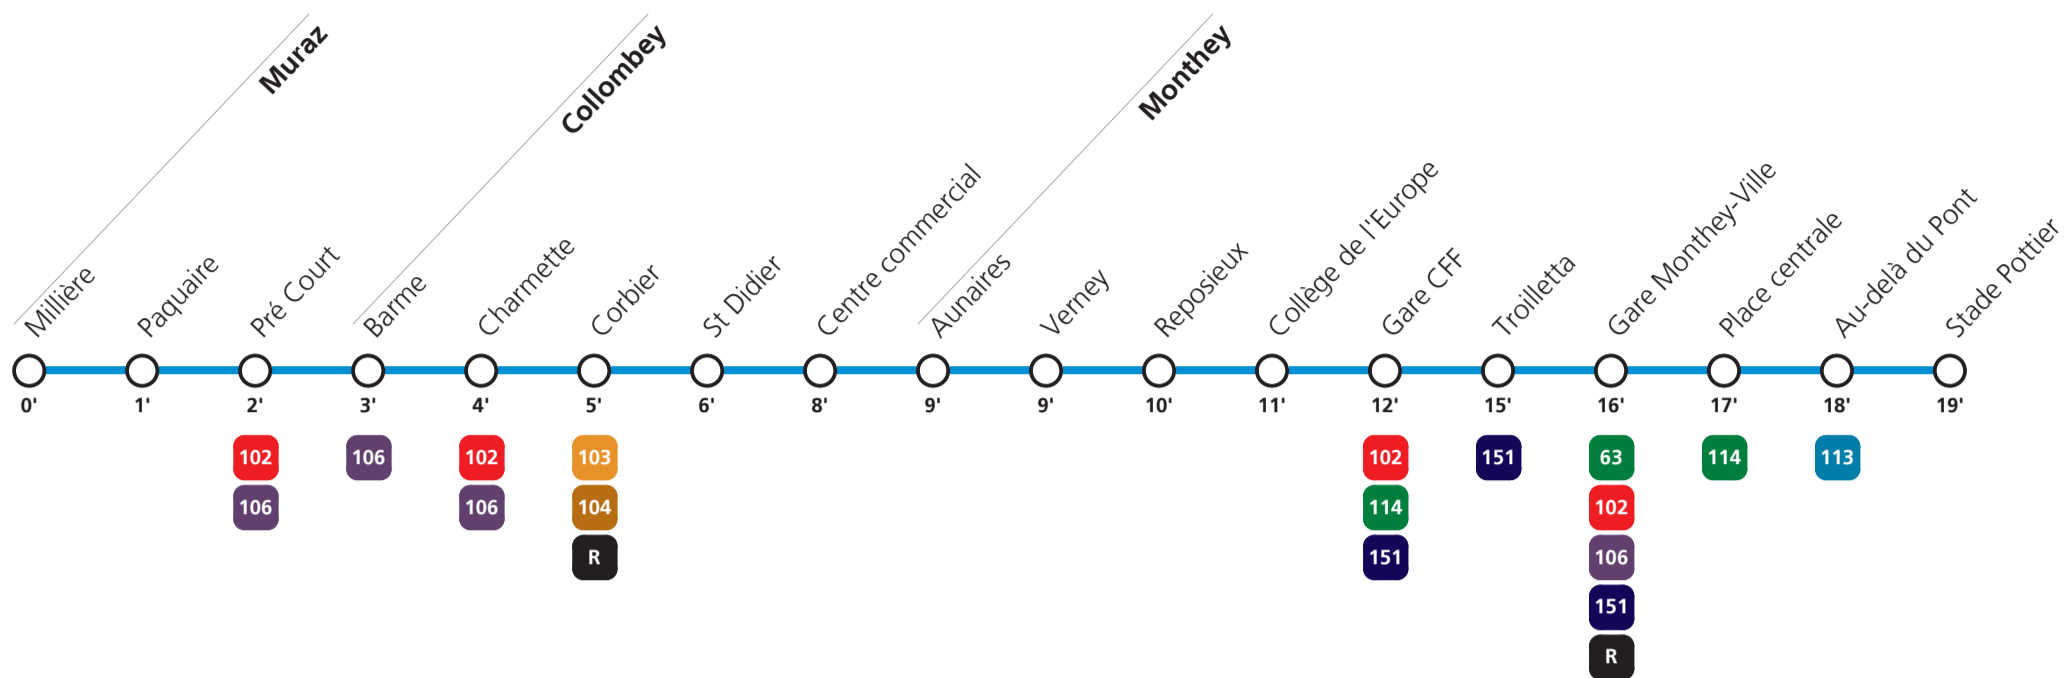 Muraz
Collombey
Monthey
Millière
Paquaire
Pré Court
Barme
Charmette
Corbier
St Didier
Centre commercial
Aunaires
Verney
Reposieux
Collège de l'Europe
Gare CFF
Troilletta
Gare Monthey-Ville
Place centrale
Au-delà du Pont
Stade Pottier
0' 1' 2' 3' 4' 5' 6' 8' 9' 9' 10' 11' 12' 15' 16' 17' 18' 19'
102 106 102 103 102 151 63 114 113
106 106 104 114 102
R 151 106
151
R